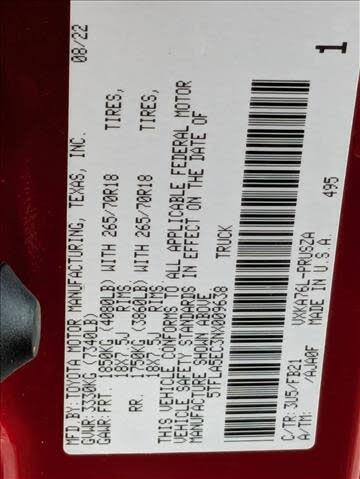 MFD.BY:TOYOTA MOTOR MANUFACTURING, TEXAS, INC. 08/22
GVWR: 3330KG (7340LB)
GAWR: FRT. 1850KG (4080LB) WITH 265/70R18 TIRES,
18X7.5J RIMS
RR. 1750KG (3860LB) WITH 265/70R18 TIRES,
18X7.5J RIMS
THIS VEHICLE CONFORMS TO ALL APPLICABLE FEDERAL MOTOR
VEHICLE SAFETY STANDARDS IN EFFECT ON THE DATE OF
MANUFACTURE SHOWN ABOVE.
5TFLA5EC3NX009638 TRUCK
1
C/TR: 3U5/FB21 VXKA76L-PRUSZA
A/TM: /AJA0F MADE IN U.S.A.
495